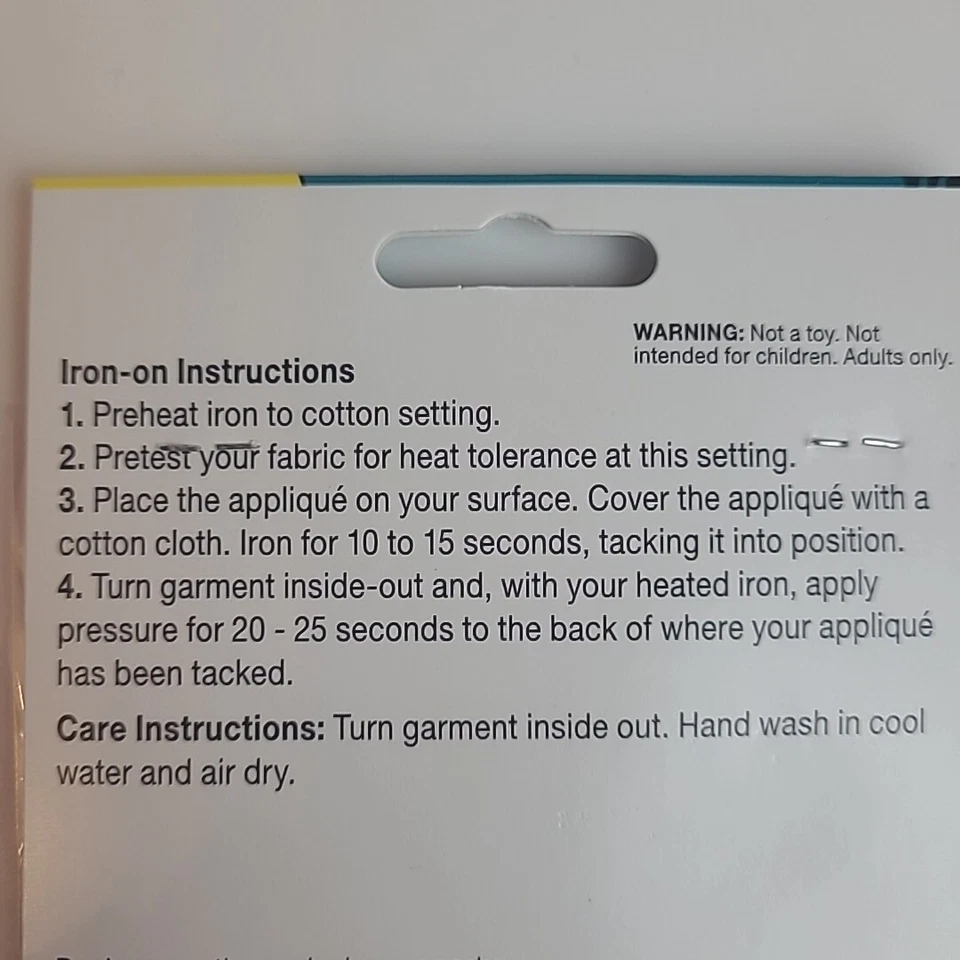 WARNING: Not a toy. Not
intended for children. Adults only.
Iron-on Instructions
1. Preheat iron to cotton setting.
2. Pretest your fabric for heat tolerance at this setting.
3. Place the appliqué on your surface. Cover the appliqué with a
cotton cloth. Iron for 10 to 15 seconds, tacking it into position.
4. Turn garment inside-out and, with your heated iron, apply
pressure for 20 - 25 seconds to the back of where your appliqué
has been tacked.
Care Instructions: Turn garment inside out. Hand wash in cool
water and air dry.